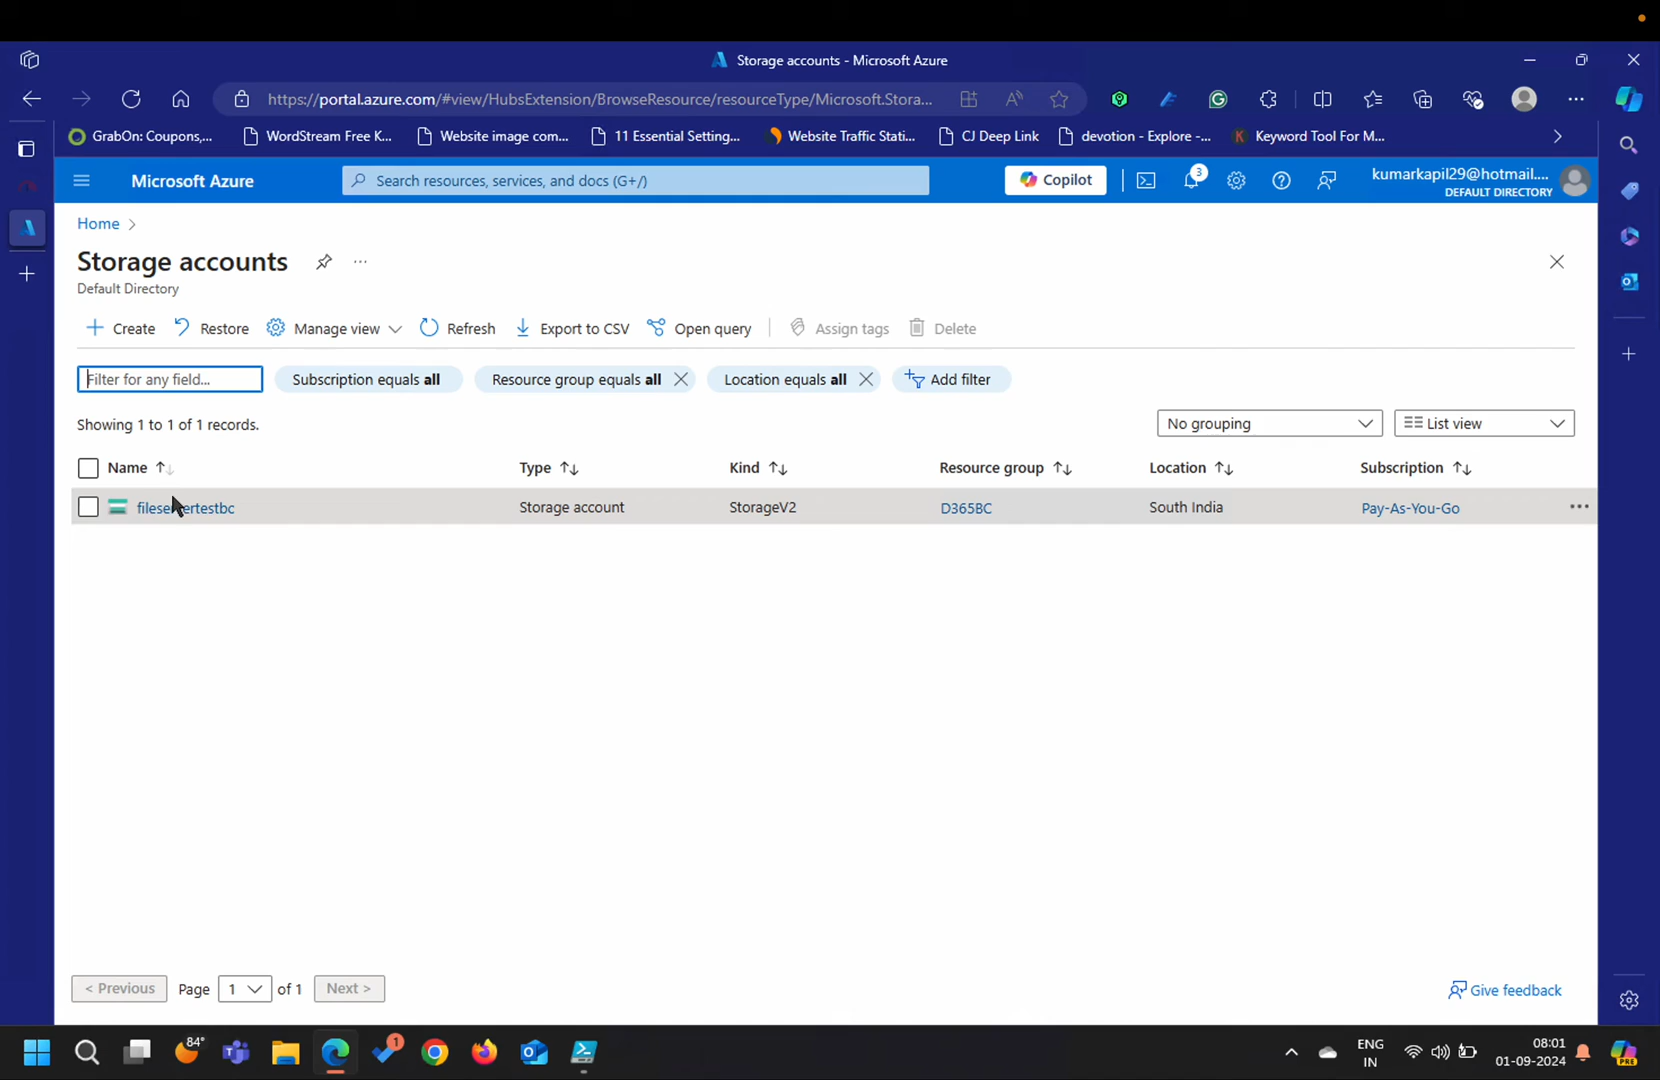 Storage accounts - Microsoft Azure
https://portal.azure.com/#view/HubsExtension/BrowseResource/resourceType/Microsoft.Stora...
GrabOn: Coupons,...
WordStream Free K...
Website image com...
11 Essential Setting...
Website Traffic Stati...
CJ Deep Link
devotion - Explore -...
Keyword Tool For M...
Microsoft Azure
Search resources, services, and docs (G+/)
Copilot
3
kumarkapil29@hotmail....
DEFAULT DIRECTORY
Home
Storage accounts
Default Directory
Create
Restore
Manage view
Refresh
Export to CSV
Open query
Assign tags
Delete
Filter for any field...
Subscription equals all
Resource group equals all
Location equals all
Add filter
Showing 1 to 1 of 1 records.
No grouping
List view
Name
Type
Kind
Resource group
Location
Subscription
Storage account
StorageV2
D365BC
South India
Pay-As-You-Go
< Previous
Page
1
of 1
Next >
Give feedback
84°
1
ENG
IN
08:01
01-09-2024
PRE